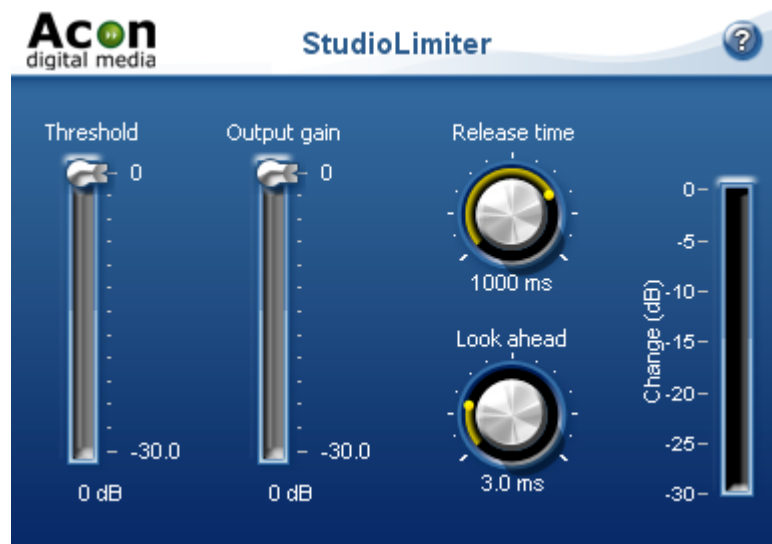 Acon
digital media
StudioLimiter
?
Threshold
0
-30.0
0 dB
Output gain
0
-30.0
0 dB
Release time
1000 ms
Look ahead
3.0 ms
Change (dB)
0
-5
-10
-15
-20
-25
-30